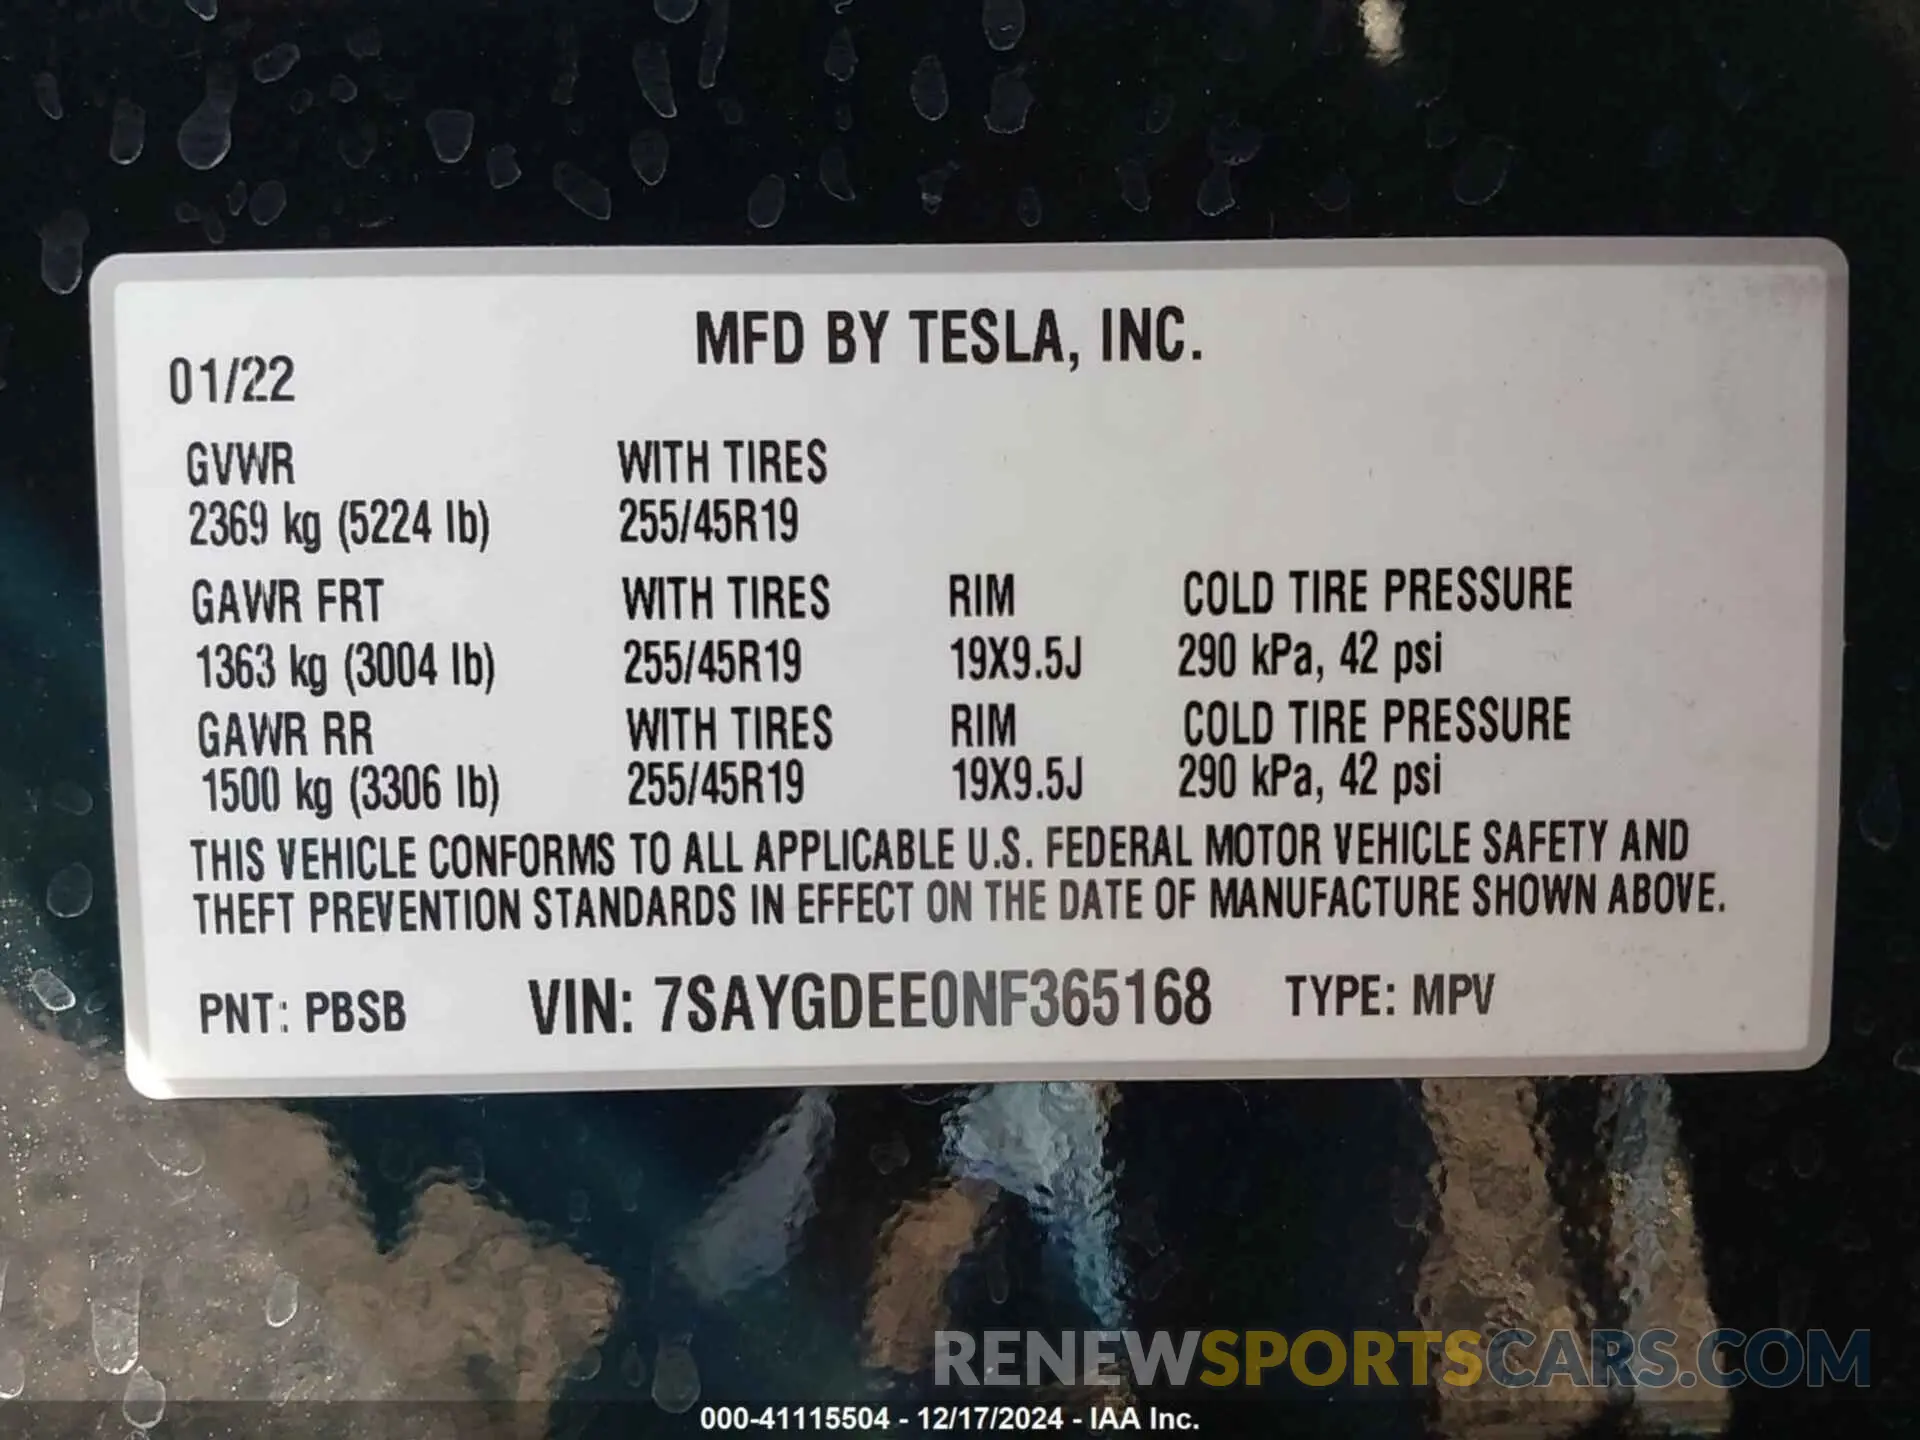 MFD BY TESLA, INC.
01/22
GVWR WITH TIRES
2369 kg (5224 lb) 255/45R19
GAWR FRT WITH TIRES RIM COLD TIRE PRESSURE
1363 kg (3004 lb) 255/45R19 19X9.5J 290 kPa, 42 psi
GAWR RR WITH TIRES RIM COLD TIRE PRESSURE
1500 kg (3306 lb) 255/45R19 19X9.5J 290 kPa, 42 psi
THIS VEHICLE CONFORMS TO ALL APPLICABLE U.S. FEDERAL MOTOR VEHICLE SAFETY AND
THEFT PREVENTION STANDARDS IN EFFECT ON THE DATE OF MANUFACTURE SHOWN ABOVE.
PNT: PBSB VIN: 7SAYGDEE0NF365168 TYPE: MPV
RENEWSPORTSCARS.COM
000-41115504 - 12/17/2024 - IAA Inc.